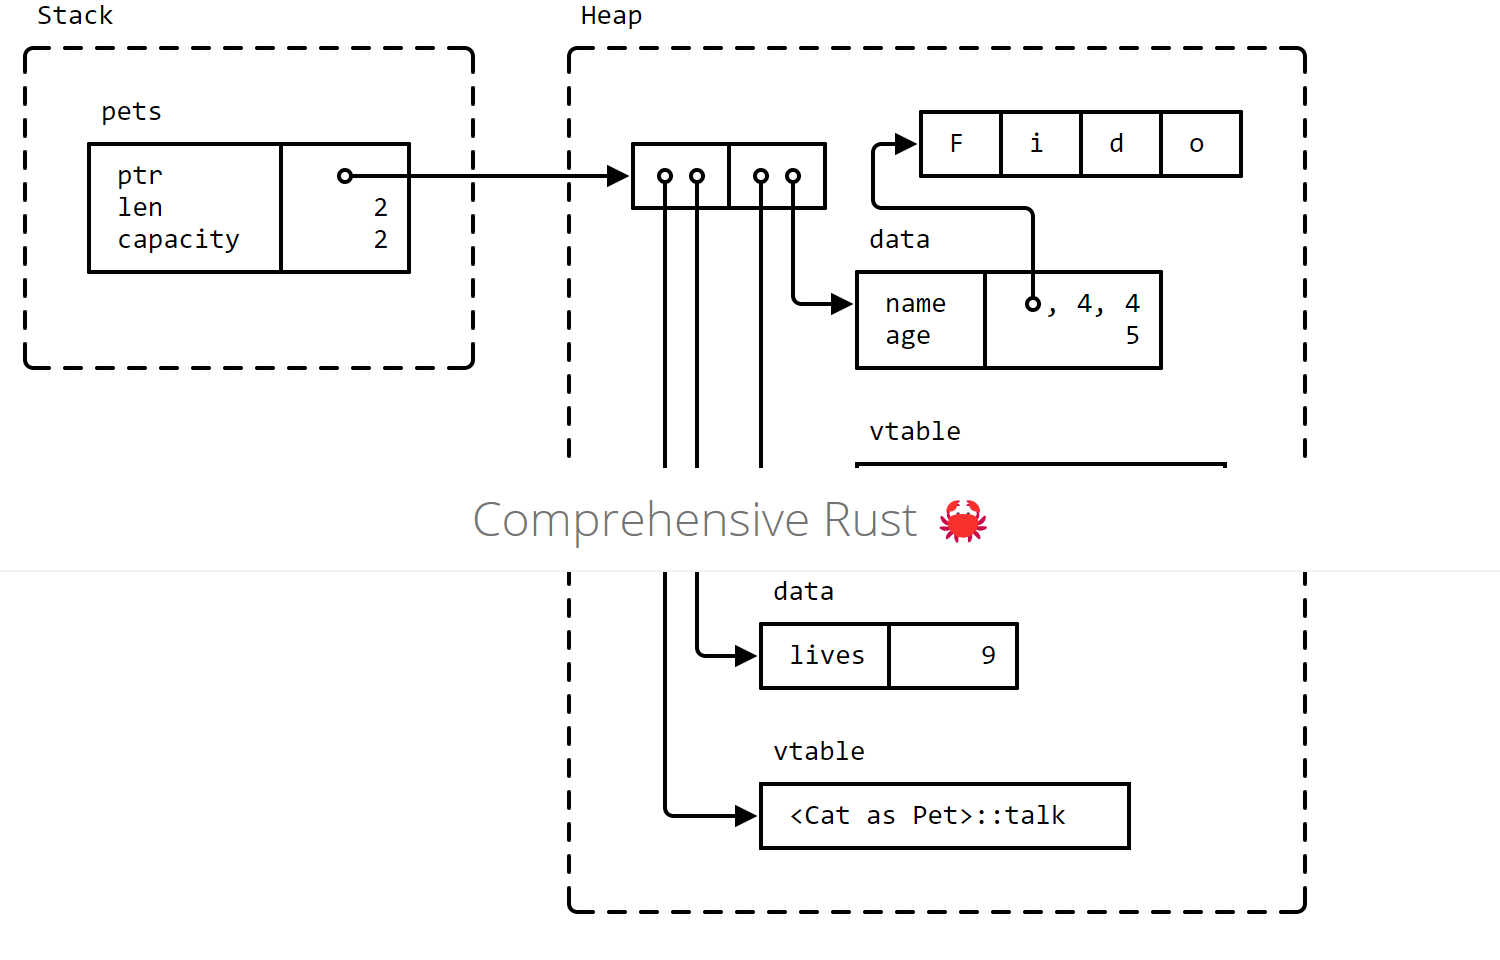 Stack
Heap
pets
ptr
len 2
capacity 2
F i d o
data
name , 4, 4
age 5
vtable
Comprehensive Rust 🦀
data
lives 9
vtable
<Cat as Pet>::talk